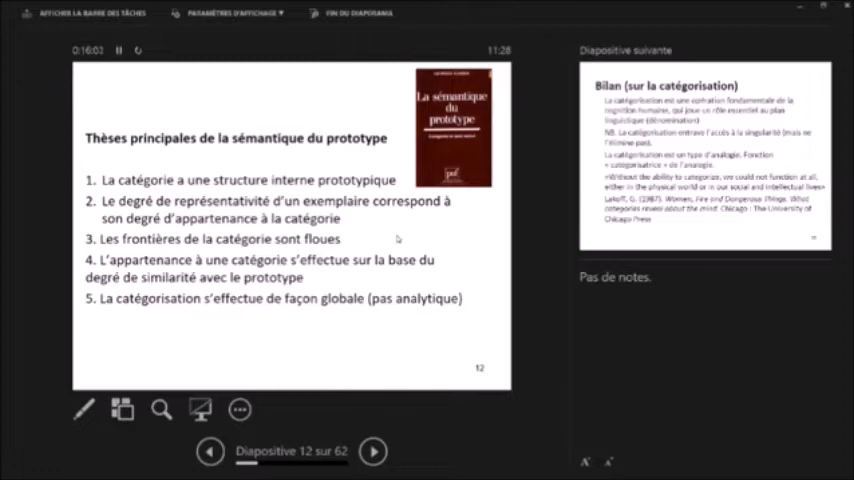 AFFICHER LA BARRE DES TÂCHES
PARAMÈTRES D'AFFICHAGE
FIN DU DIAPORAMA
0:16:03
11:28
Thèses principales de la sémantique du prototype
La sémantique
du
prototype
puf
1. La catégorie a une structure interne prototypique
2. Le degré de représentativité d'un exemplaire correspond à
son degré d'appartenance à la catégorie
3. Les frontières de la catégorie sont floues
4. L'appartenance à une catégorie s'effectue sur la base du
degré de similarité avec le prototype
5. La catégorisation s'effectue de façon globale (pas analytique)
12
Diapositive 12 sur 62
Diapositive suivante
Bilan (sur la catégorisation)
La catégorisation est une opération fondamentale de la
cognition humaine, qui joue un rôle essentiel au plan
linguistique (dénomination)
NB. La catégorisation entrave l'accès à la singularité (mais ne
l'élimine pas).
La catégorisation est un type d'analogie. Fonction
« catégorisatrice » de l'analogie.
«Without the ability to categorize, we could not function at all,
either in the physical world or in our social and intellectual lives»
Lakoff, G. (1987). Women, Fire and Dangerous Things. What
categories reveal about the mind. Chicago : The University of
Chicago Press
Pas de notes.
A A